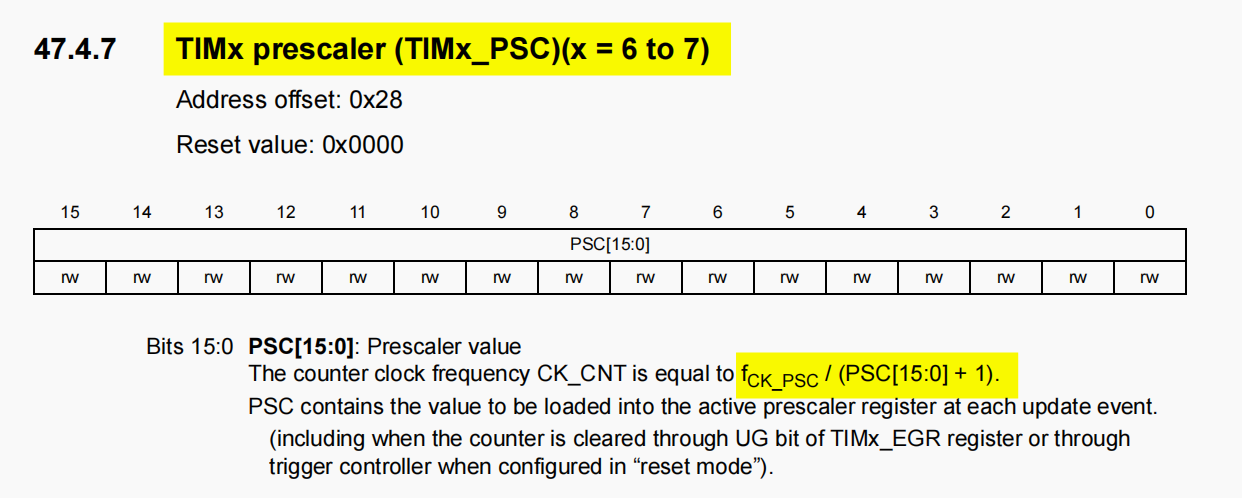 47.4.7 TIMx prescaler (TIMx_PSC)(x = 6 to 7)
Address offset: 0x28
Reset value: 0x0000
15 14 13 12 11 10 9 8 7 6 5 4 3 2 1 0
PSC[15:0]
rw rw rw rw rw rw rw rw rw rw rw rw rw rw rw rw
Bits 15:0 PSC[15:0]: Prescaler value
The counter clock frequency CK_CNT is equal to fCK_PSC / (PSC[15:0] + 1).
PSC contains the value to be loaded into the active prescaler register at each update event.
(including when the counter is cleared through UG bit of TIMx_EGR register or through
trigger controller when configured in “reset mode”).